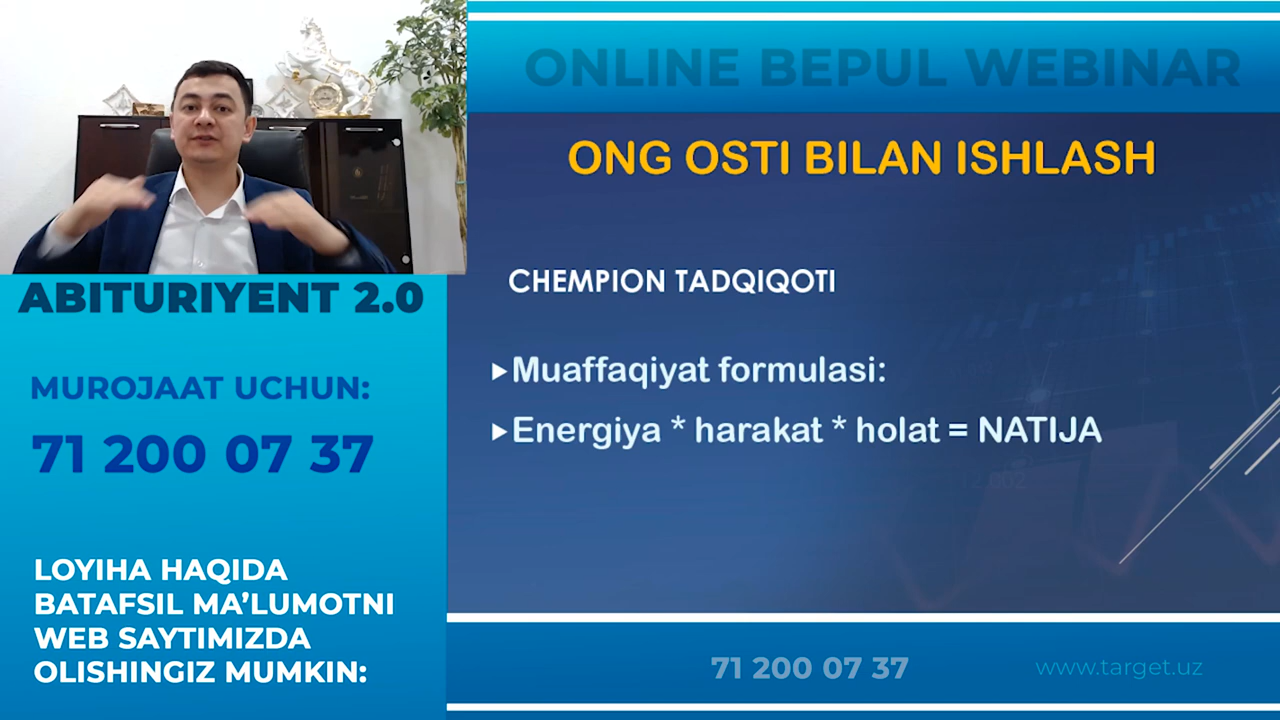 ONLINE BEPUL WEBINAR
ONG OSTI BILAN ISHLASH
CHEMPION TADQIQOTI
Muaffaqiyat formulasi:
Energiya * harakat * holat = NATIJA
ABITURIYENT 2.0
MUROJAAT UCHUN:
71 200 07 37
LOYIHA HAQIDA
BATAFSIL MA’LUMOTNI
WEB SAYTIMIZDA
OLISHINGIZ MUMKIN:
71 200 07 37
www.target.uz